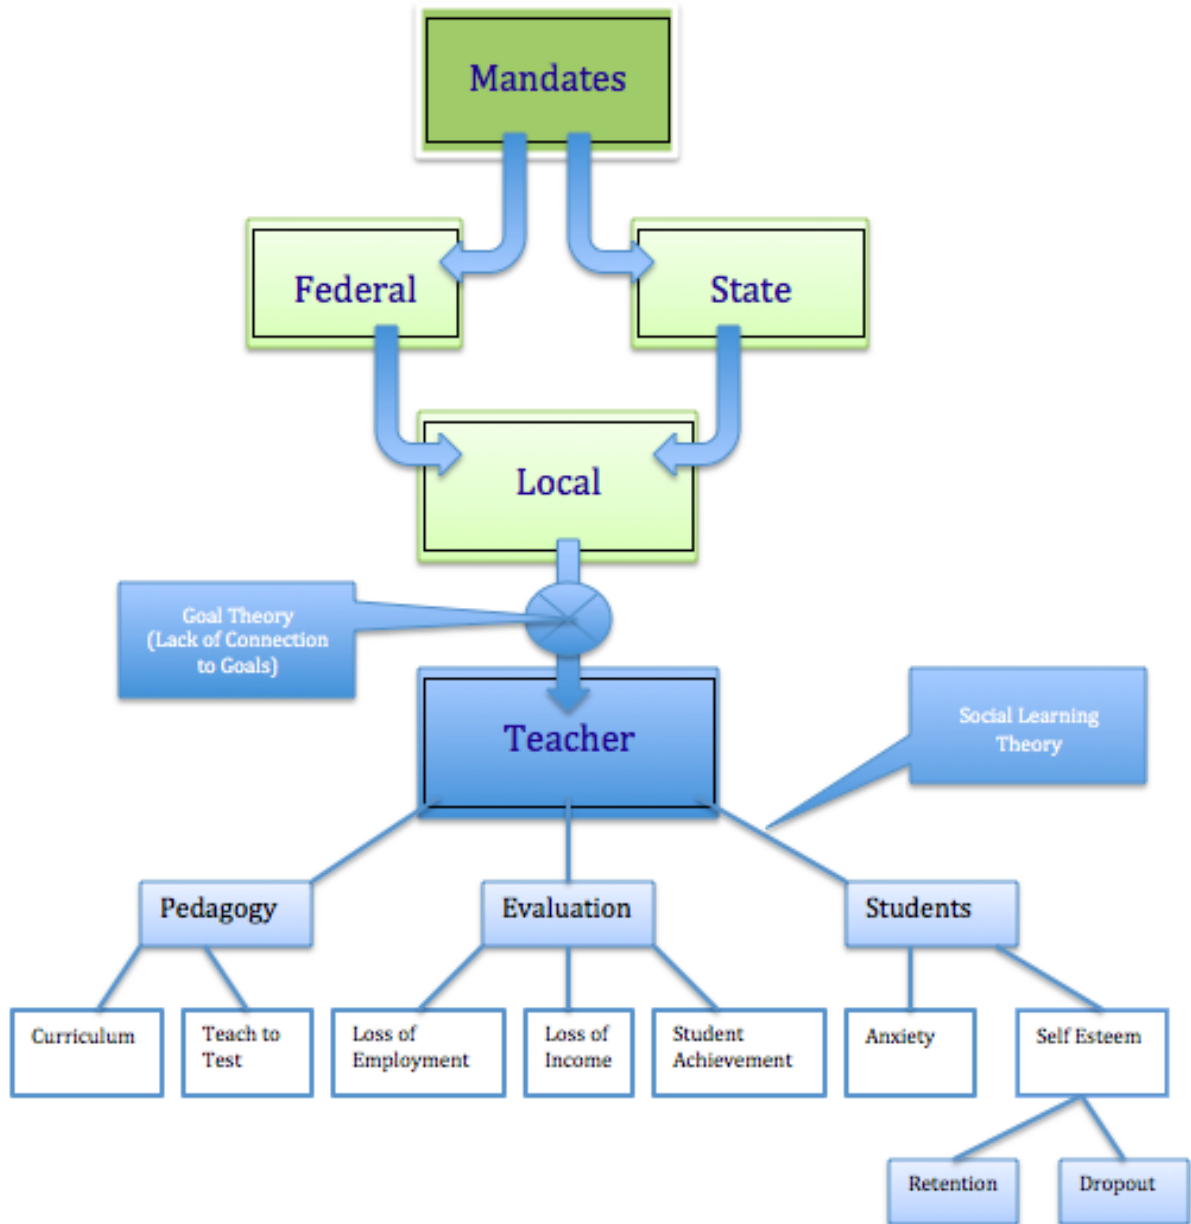 Mandates
Federal
State
Local
Goal Theory
(Lack of Connection
to Goals)
Teacher
Social Learning
Theory
Pedagogy
Evaluation
Students
Curriculum
Teach to
Test
Loss of
Employment
Loss of
Income
Student
Achievement
Anxiety
Self Esteem
Retention
Dropout